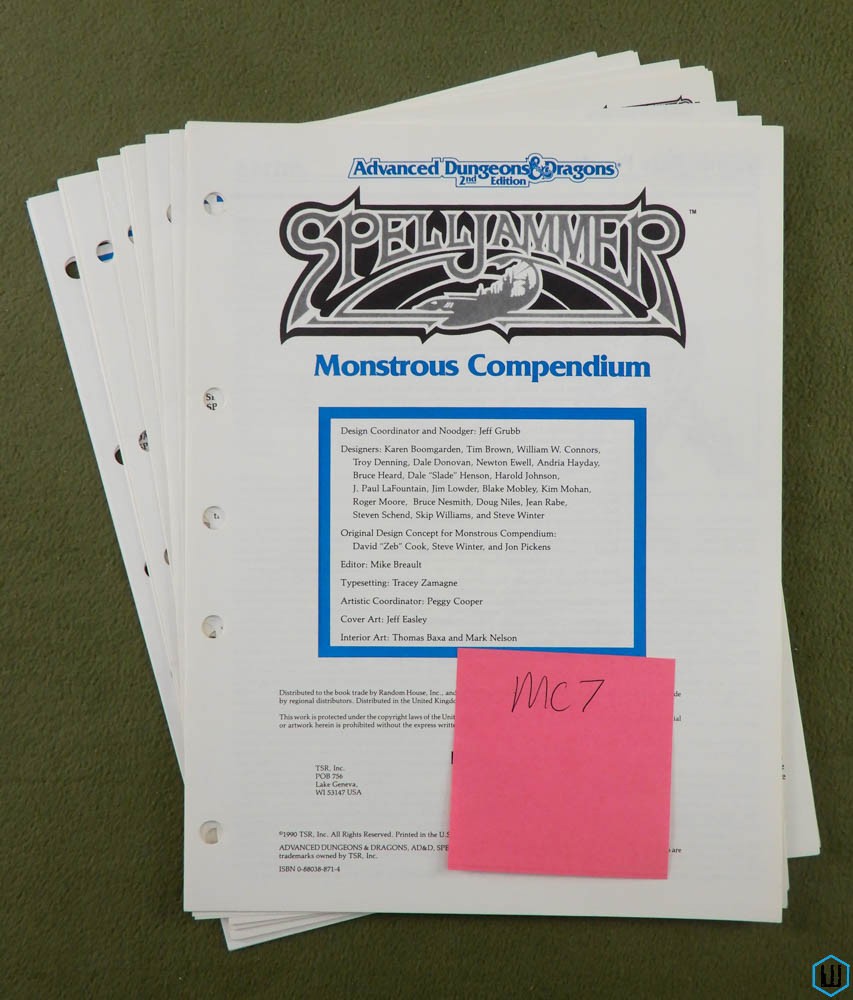 Advanced Dungeons & Dragons®
2nd Edition
SPELLJAMMER™
Monstrous Compendium
Design Coordinator and Noodger: Jeff Grubb
Designers: Karen Boomgarden, Tim Brown, William W. Connors,
Troy Denning, Dale Donovan, Newton Ewell, Andria Hayday,
Bruce Heard, Dale "Slade" Henson, Harold Johnson,
J. Paul LaFountain, Jim Lowder, Blake Mobley, Kim Mohan,
Roger Moore, Bruce Nesmith, Doug Niles, Jean Rabe,
Steven Schend, Skip Williams, and Steve Winter
Original Design Concept for Monstrous Compendium:
David "Zeb" Cook, Steve Winter, and Jon Pickens
Editor: Mike Breault
Typesetting: Tracey Zamagne
Artistic Coordinator: Peggy Cooper
Cover Art: Jeff Easley
Interior Art: Thomas Baxa and Mark Nelson
MC7
Distributed to the book trade by Random House, Inc., and
by regional distributors. Distributed in the United
This work is protected under the copyright laws of the
or artwork herein is prohibited without the express
TSR, Inc.
POB 756
Lake Geneva,
WI 53147 USA
©1990 TSR, Inc. All Rights Reserved. Printed in the U.S
ADVANCED DUNGEONS & DRAGONS, AD&D, are
trademarks owned by TSR, Inc.
ISBN 0-88038-871-4